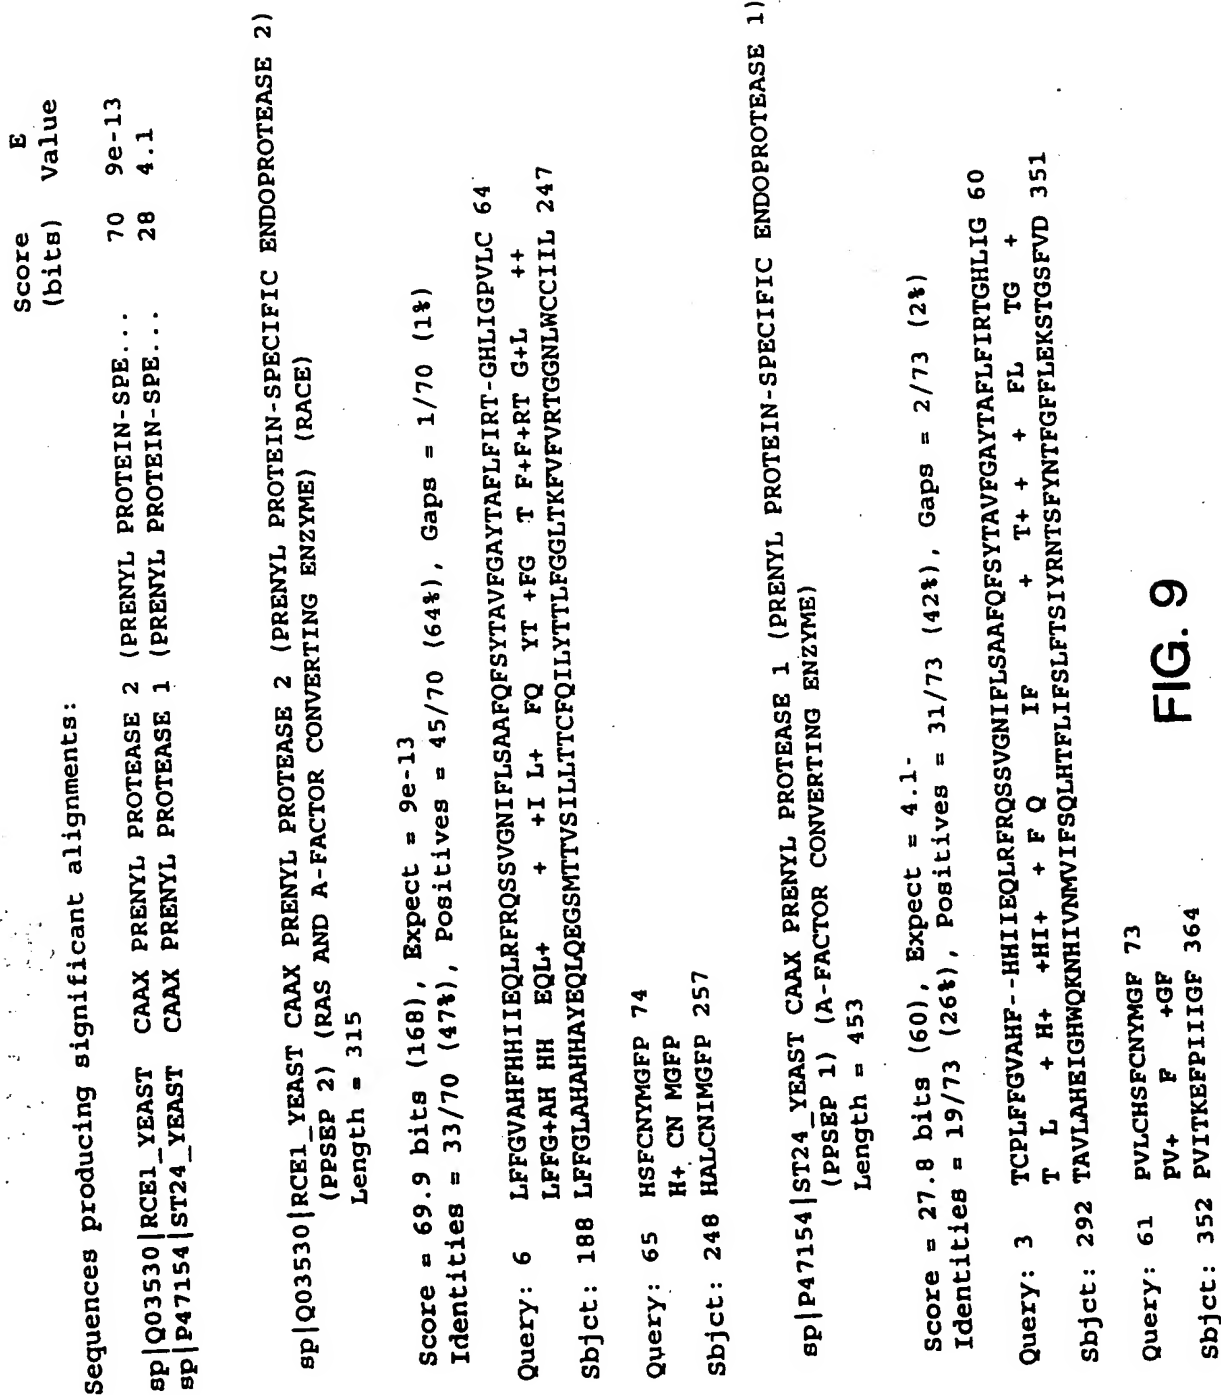 Score E
(bits) Value
Sequences producing significant alignments:
sp|Q03530|RCE1_YEAST CAAX PRENYL PROTEASE 2 (PRENYL PROTEIN-SPE... 70 9e-13
sp|P47154|ST24_YEAST CAAX PRENYL PROTEASE 1 (PRENYL PROTEIN-SPE... 28 4.1
sp|Q03530|RCE1_YEAST CAAX PRENYL PROTEASE 2 (PRENYL PROTEIN-SPECIFIC ENDOPROTEASE 2)
(PPSEP 2) (RAS AND A-FACTOR CONVERTING ENZYME) (RACE)
Length = 315
Score = 69.9 bits (168), Expect = 9e-13
Identities = 33/70 (47%), Positives = 45/70 (64%), Gaps = 1/70 (1%)
Query: 6 LFFGVAHFHHIIEQLRFRQSSVGNIFLSAAFQFSYTAVFGAYTAFLFIRT-GHLIGPVLC 64
LFFG+AH HH EQL+ + +I L+ FQ YT +FG T F+F+RT G+L ++
Sbjct: 188 LFFGLAHAHHAYEQLQEGSMTTVSILLTTCFQILYTTLFGGLTKFVFVRTGGNLWCCIIL 247
Query: 65 HSFCNYMGFP 74
H+ CN MGFP
Sbjct: 248 HALCNIMGFP 257
sp|P47154|ST24_YEAST CAAX PRENYL PROTEASE 1 (PRENYL PROTEIN-SPECIFIC ENDOPROTEASE 1)
(PPSEP 1) (A-FACTOR CONVERTING ENZYME)
Length = 453
Score = 27.8 bits (60), Expect = 4.1
Identities = 19/73 (26%), Positives = 31/73 (42%), Gaps = 2/73 (2%)
Query: 3 TCPLFFGVAHF--HHIIEQLRFRQSSVGNIFLSAAFQFSYTAVFGAYTAFLFIRTGHLIG 60
T L + H+ +HI+ + F Q IF + T+ + + FL TG +
Sbjct: 292 TAVLAHEIGHWQKNHIVNMVIFSQLHTFLIFSLFTSIYRNTSFYNTFGFFLEKSTGSFVD 351
Query: 61 PVLCHSFCNYMGF 73
PV+ F +GF
Sbjct: 352 PVITKEFPIIIGF 364
FIG. 9